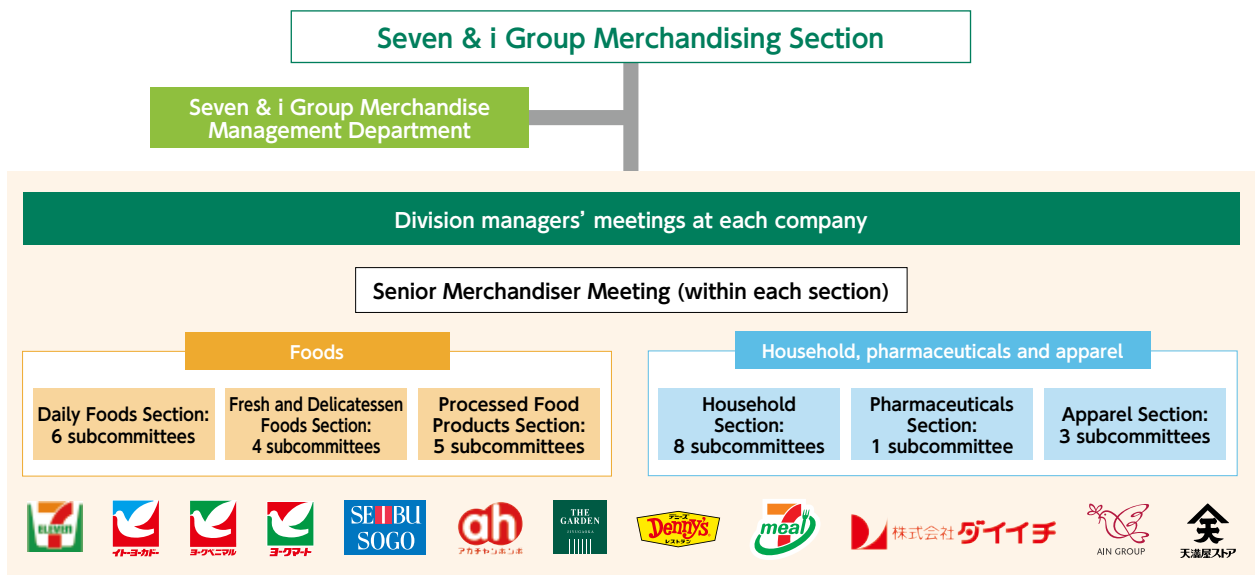 Seven & i Group Merchandising Section
Seven & i Group Merchandise
Management Department
Division managers' meetings at each company
Senior Merchandiser Meeting (within each section)
Foods
Household, pharmaceuticals and apparel
Daily Foods Section:
6 subcommittees
Fresh and Delicatessen
Foods Section:
4 subcommittees
Processed Food
Products Section:
5 subcommittees
Household
Section:
8 subcommittees
Pharmaceuticals
Section:
1 subcommittee
Apparel Section:
3 subcommittees
7 ELEVEN
イトーヨーカドー
ヨークベニマル
ヨークマート
SEIBU
SOGO
ah
アカチャンホンポ
THE
GARDEN
デニーズ
Denny's
レストラン
7
meal
株式会社ダイイチ
AIN GROUP
天
天満屋ストア